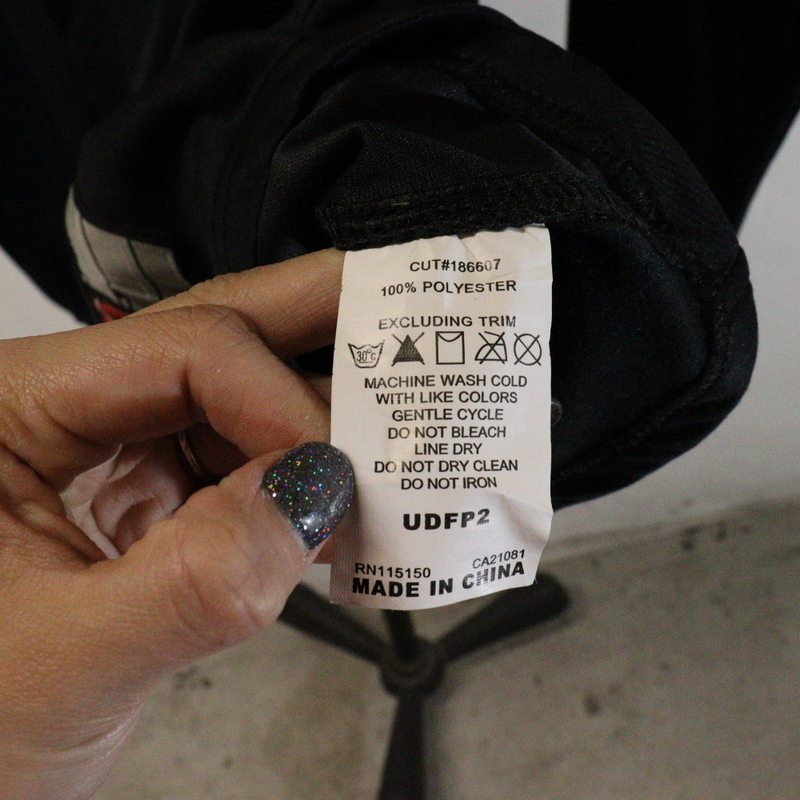 CUT#186607
100% POLYESTER
EXCLUDING TRIM
30°c
MACHINE WASH COLD
WITH LIKE COLORS
GENTLE CYCLE
DO NOT BLEACH
LINE DRY
DO NOT DRY CLEAN
DO NOT IRON
UDFP2
RN115150 CA21081
MADE IN CHINA